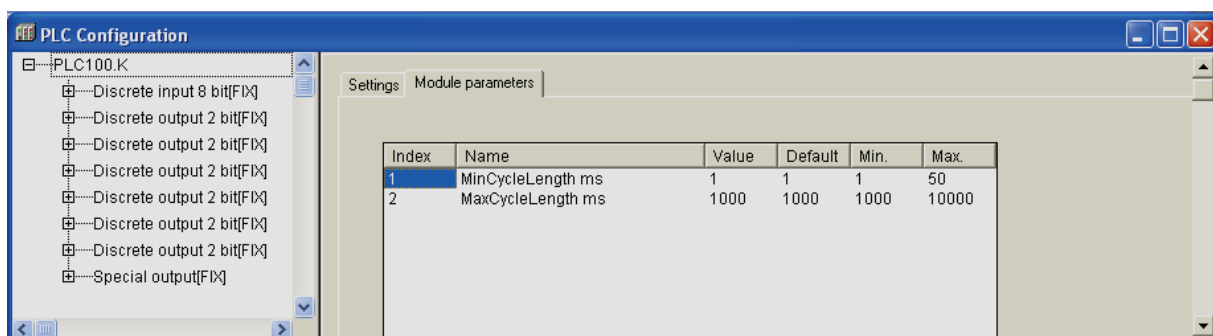 PLC Configuration
PLC100.K
Discrete input 8 bit[FIX]
Discrete output 2 bit[FIX]
Discrete output 2 bit[FIX]
Discrete output 2 bit[FIX]
Discrete output 2 bit[FIX]
Discrete output 2 bit[FIX]
Discrete output 2 bit[FIX]
Special output[FIX]
Settings Module parameters
Index Name Value Default Min. Max.
1 MinCycleLength ms 1 1 1 50
2 MaxCycleLength ms 1000 1000 1000 10000